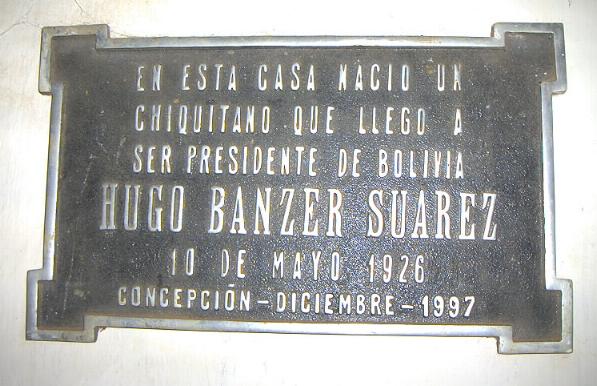 EN ESTA CASA NACIO UN
CHIQUITANO QUE LLEGO A
SER PRESIDENTE DE BOLIVIA
HUGO BANZER SUAREZ
10 DE MAYO 1926
CONCEPCIÓN-DICIEMBRE-1997